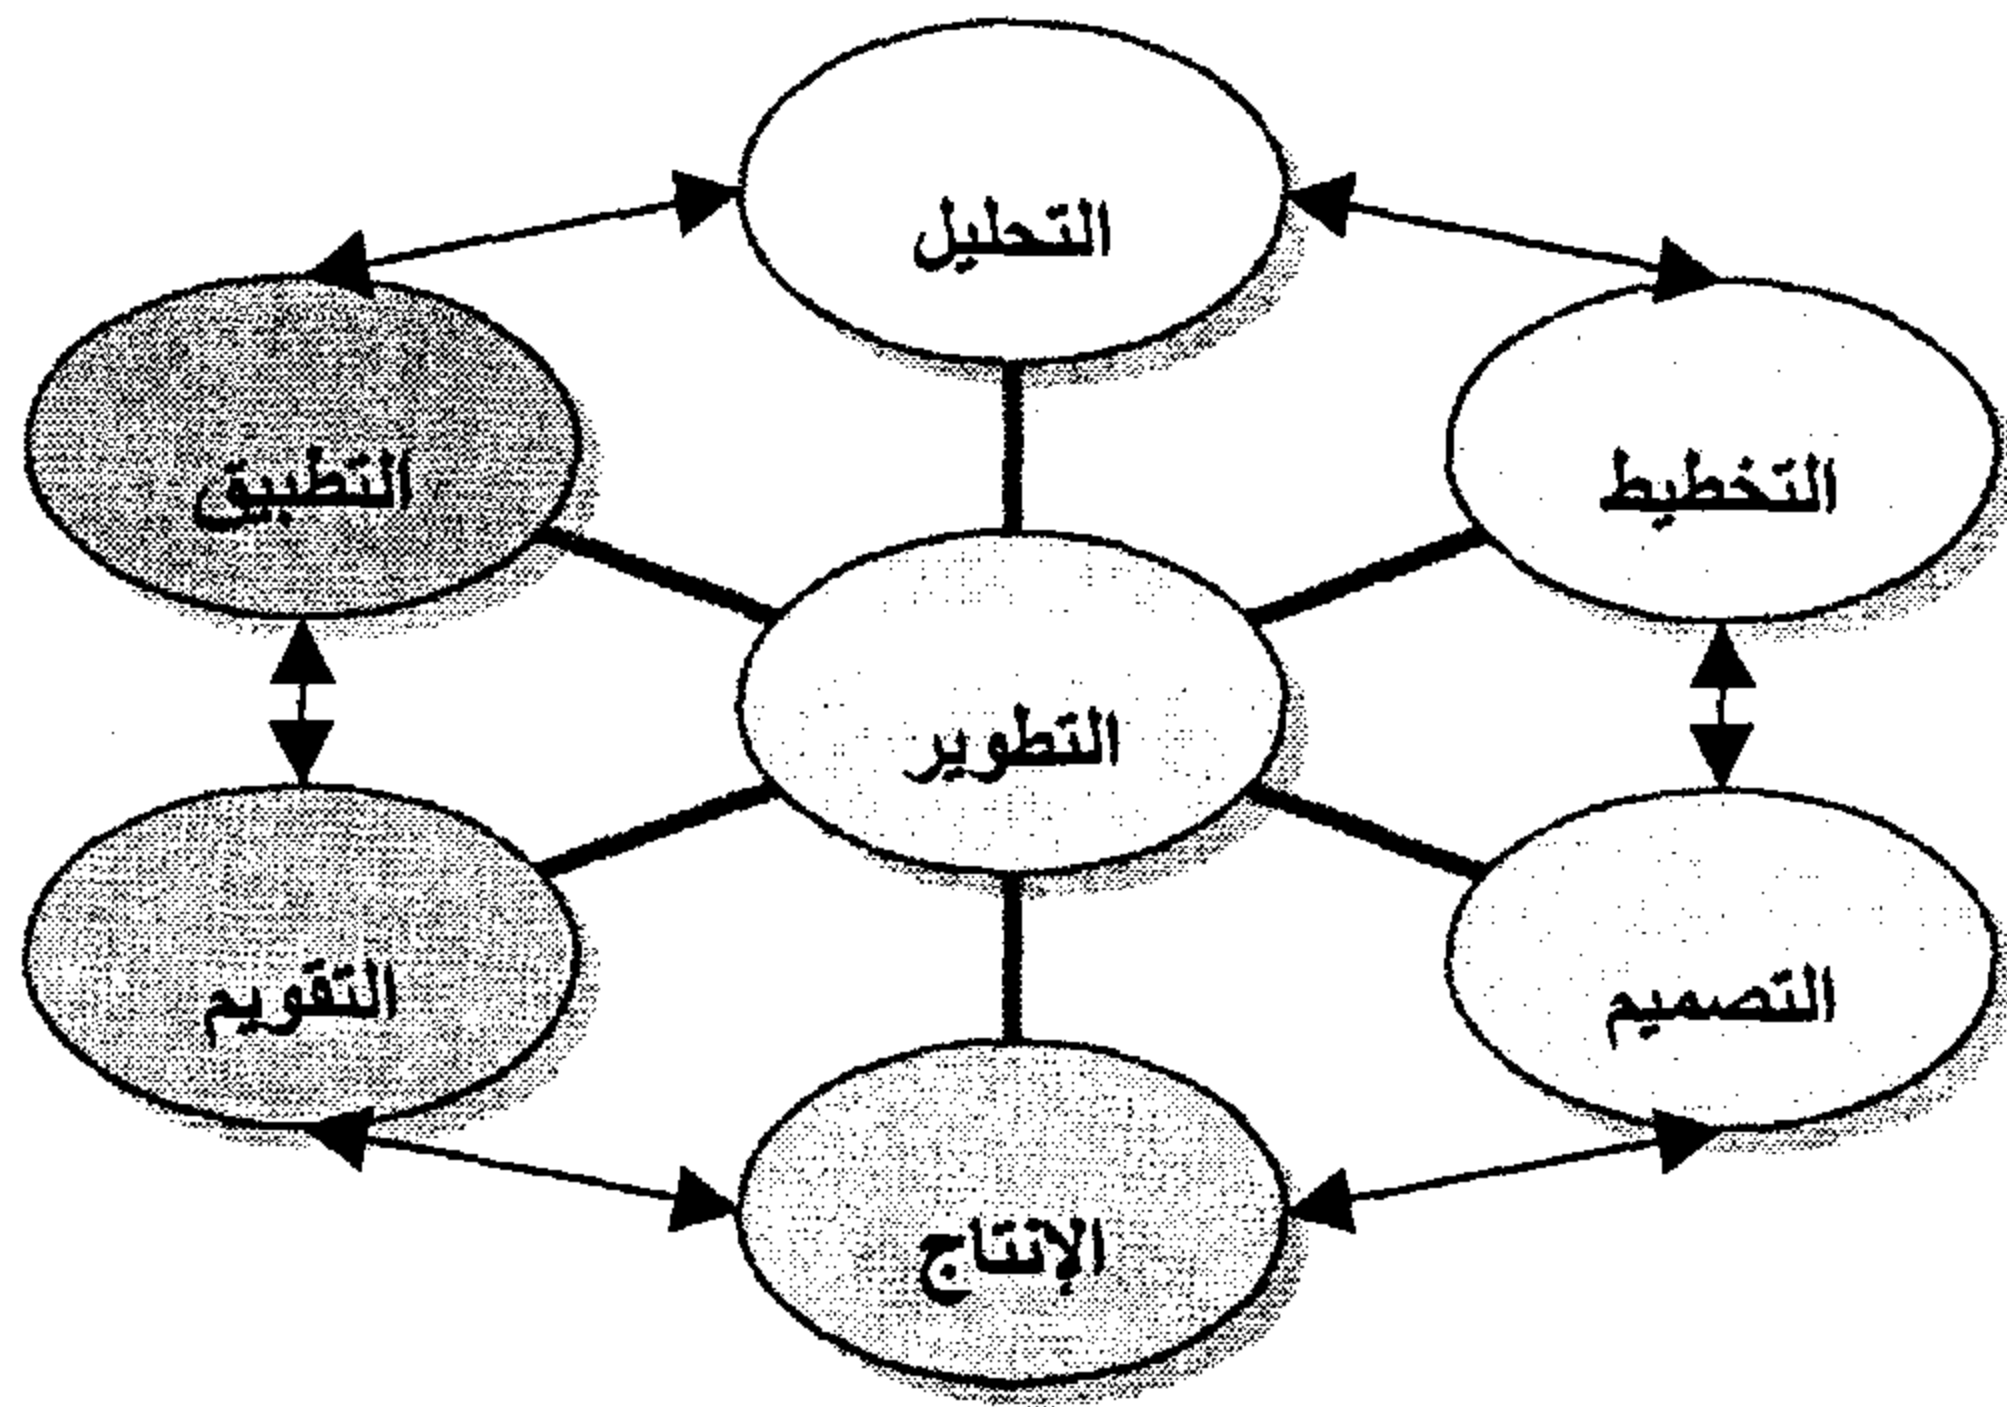 التحليل
التخطيط
التطبيق
التطوير
التصميم
التقويم
الإنتاج